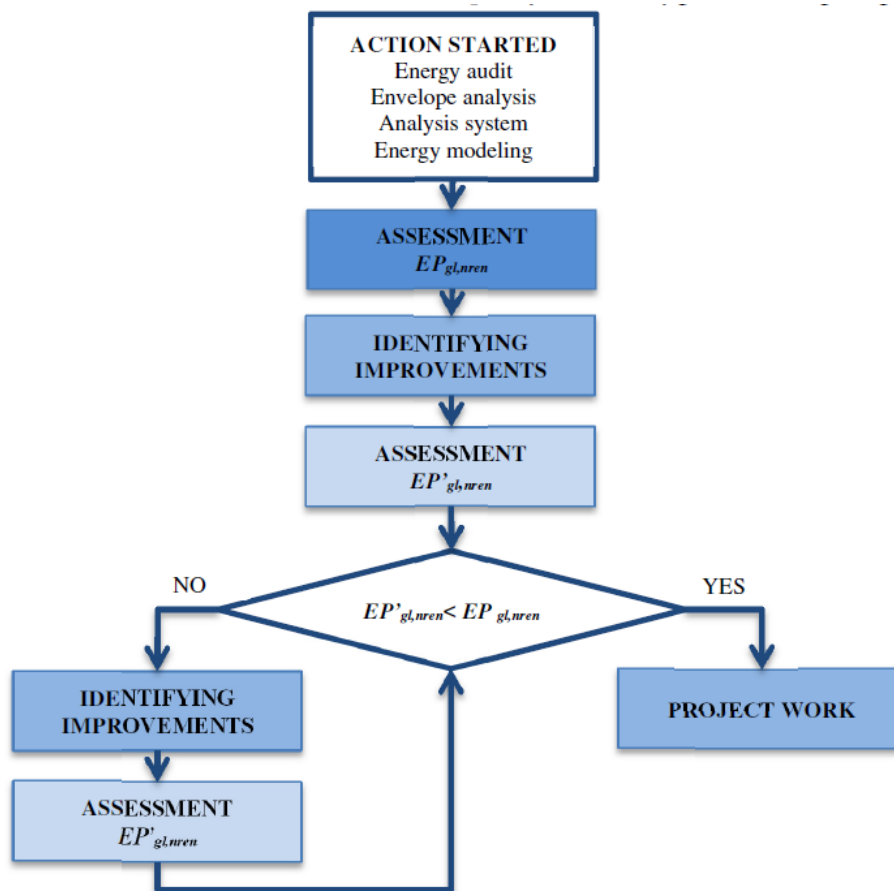 ACTION STARTED
Energy audit
Envelope analysis
Analysis system
Energy modeling
ASSESSMENT
EPgl,nren
IDENTIFYING
IMPROVEMENTS
ASSESSMENT
EP’gl,nren
NO
YES
EP’gl,nren< EP gl,nren
IDENTIFYING
IMPROVEMENTS
PROJECT WORK
ASSESSMENT
EP’gl,nren